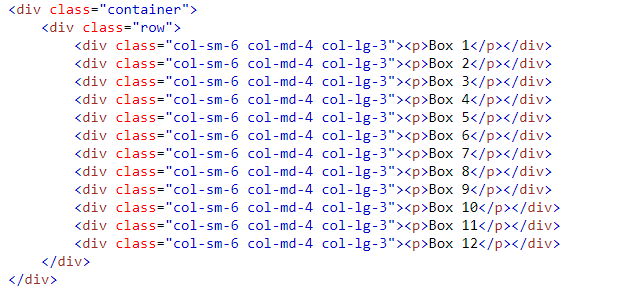 <div class="container">
    <div class="row">
        <div class="col-sm-6 col-md-4 col-lg-3"><p>Box 1</p></div>
        <div class="col-sm-6 col-md-4 col-lg-3"><p>Box 2</p></div>
        <div class="col-sm-6 col-md-4 col-lg-3"><p>Box 3</p></div>
        <div class="col-sm-6 col-md-4 col-lg-3"><p>Box 4</p></div>
        <div class="col-sm-6 col-md-4 col-lg-3"><p>Box 5</p></div>
        <div class="col-sm-6 col-md-4 col-lg-3"><p>Box 6</p></div>
        <div class="col-sm-6 col-md-4 col-lg-3"><p>Box 7</p></div>
        <div class="col-sm-6 col-md-4 col-lg-3"><p>Box 8</p></div>
        <div class="col-sm-6 col-md-4 col-lg-3"><p>Box 9</p></div>
        <div class="col-sm-6 col-md-4 col-lg-3"><p>Box 10</p></div>
        <div class="col-sm-6 col-md-4 col-lg-3"><p>Box 11</p></div>
        <div class="col-sm-6 col-md-4 col-lg-3"><p>Box 12</p></div>
    </div>
</div>